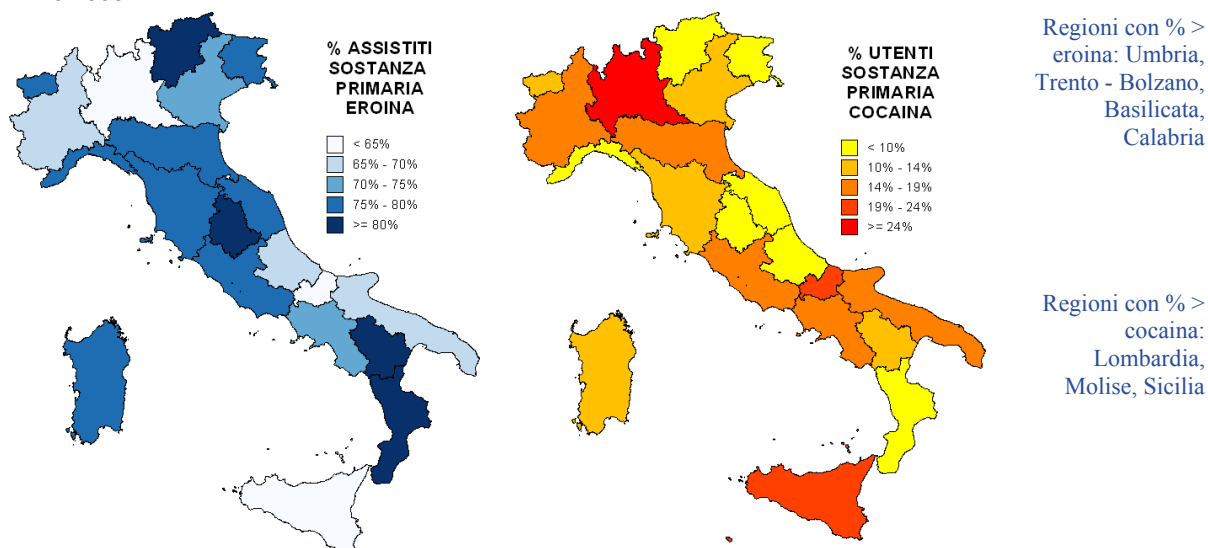 % ASSISTITI
SOSTANZA
PRIMARIA
EROINA
< 65%
65% - 70%
70% - 75%
75% - 80%
>= 80%
% UTENTI
SOSTANZA
PRIMARIA
COCAINA
< 10%
10% - 14%
14% - 19%
19% - 24%
>= 24%
Regioni con % >
eroina: Umbria,
Trento - Bolzano,
Basilicata,
Calabria
Regioni con % >
cocaina:
Lombardia,
Molise, Sicilia